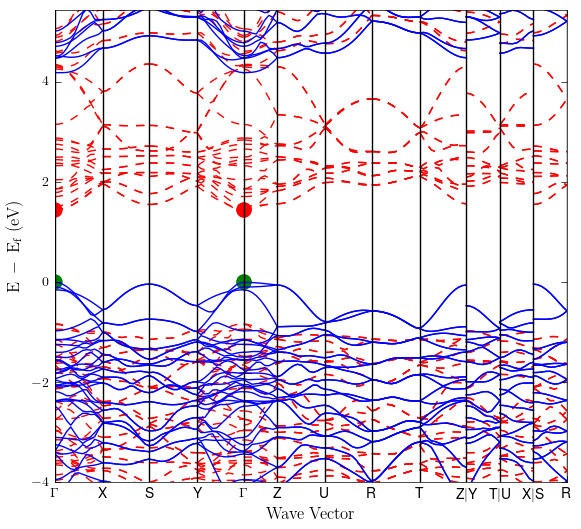 E − E_f (eV)
4
2
0
−2
−4
Γ X S Y Γ Z U R T Z|Y T|U X|S R
Wave Vector